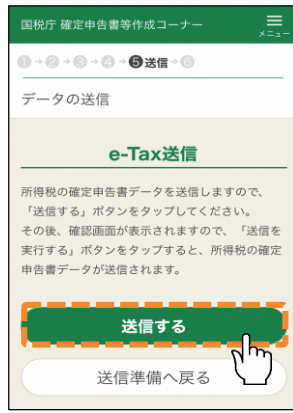 国税庁 確定申告書等作成コーナー
メニュー
1→2→3→4→5送信→6
データの送信
e-Tax送信
所得税の確定申告書データを送信しますので、
「送信する」ボタンをタップしてください。
その後、確認画面が表示されますので、「送信を
実行する」ボタンをタップすると、所得税の確定
申告書データが送信されます。
送信する
送信準備へ戻る